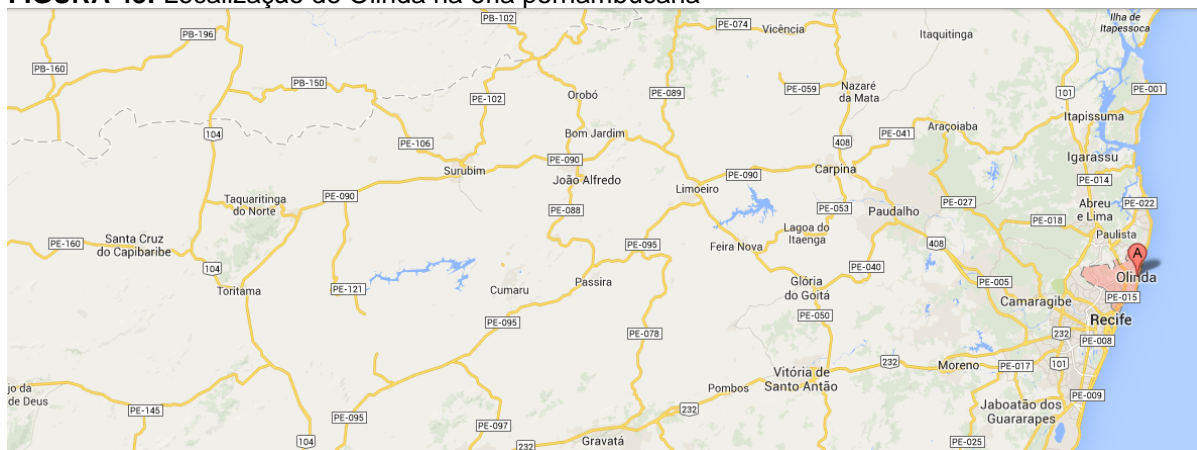 FIGURA 43. Localização de Olinda na orla pernambucana
PB-102
PE-074
Vicência
Itaquitinga
Ilha de
Itapessoca
PB-196
PB-160
PB-150
PE-102
Orobó
PE-089
PE-059
Nazaré
da Mata
101
PE-001
Itapissuma
104
PE-106
Bom Jardim
408
PE-041
Araçoiaba
Igarassu
Surubim
PE-090
João Alfredo
Limoeiro
PE-090
Carpina
PE-014
Taquaritinga
do Norte
PE-090
PE-088
PE-053
Paudalho
PE-027
PE-018
Abreu
e Lima
PE-022
Paulista
PE-160
Santa Cruz
do Capibaribe
PE-095
Feira Nova
Lagoa do
Itaenga
408
A
Olinda
104
Toritama
PE-121
Cumaru
Passira
Glória
do Goitá
PE-040
PE-005
Camaragibe
PE-015
Recife
PE-095
PE-078
PE-050
232
PE-008
232
Moreno
PE-017
101
Vitória de
Santo Antão
Pombos
jo da
de Deus
PE-145
PE-095
PE-097
232
PE-009
Jaboatão dos
Guararapes
104
232
Gravatá
PE-025